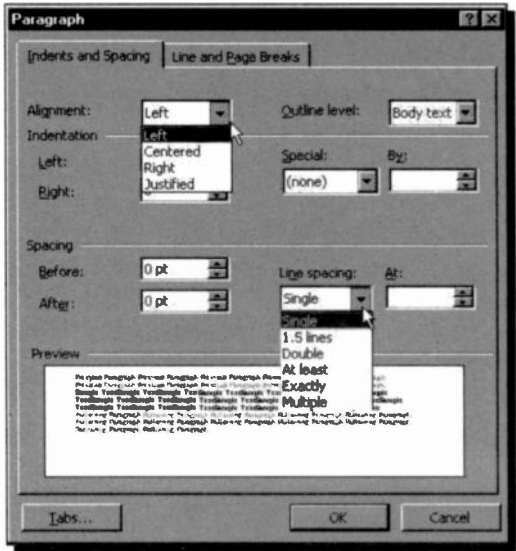 Paragraph
Indents and Spacing Line and Page Breaks
Alignment: Left Outline level: Body text
Left
Centered
Right
Justified
Indentation
Left:
Right:
Special: By:
(none)
Spacing
Before: 0 pt
After: 0 pt
Line spacing: At:
Single
Single
1.5 lines
Double
At least
Exactly
Multiple
Preview
Tabs... OK Cancel